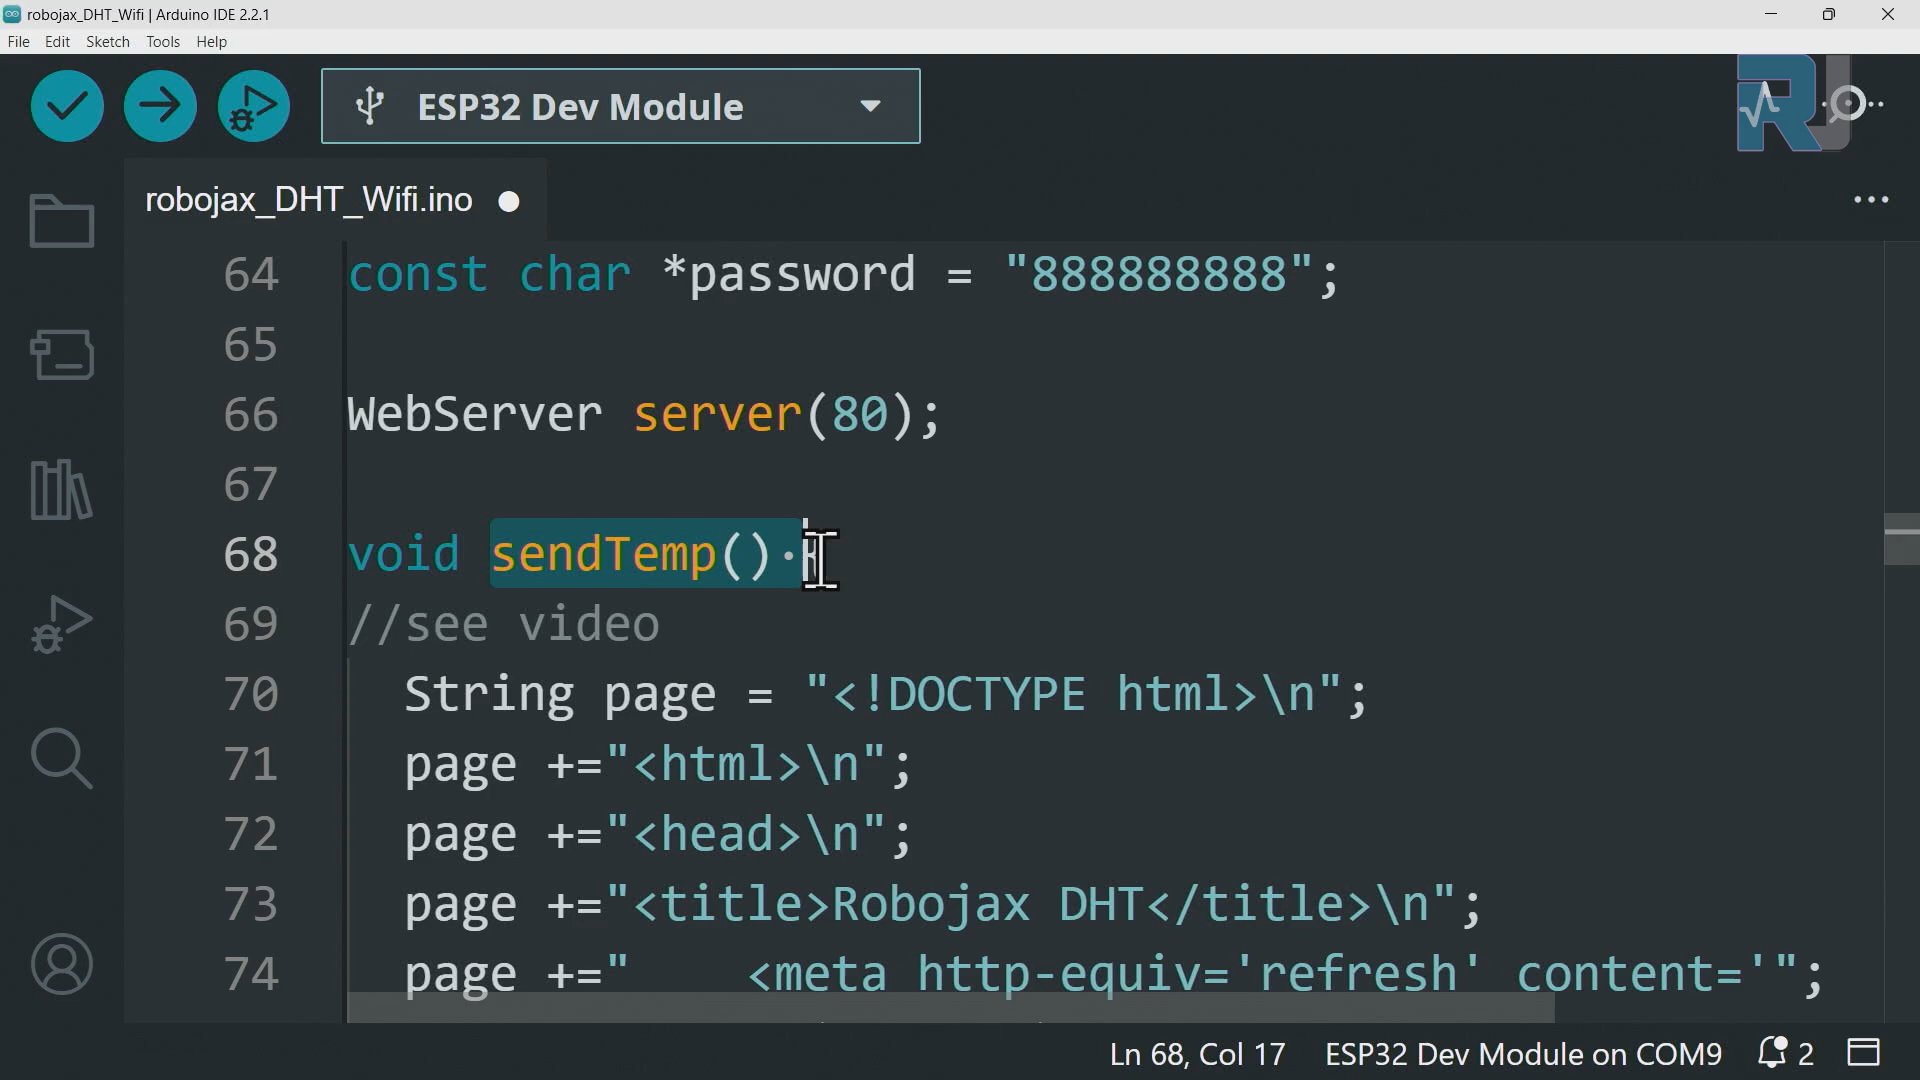 robojax_DHT_Wifi | Arduino IDE 2.2.1
File Edit Sketch Tools Help
ESP32 Dev Module
RJ
robojax_DHT_Wifi.ino
64 const char *password = "888888888";
65
66 WebServer server(80);
67
68 void sendTemp() {
69 //see video
70 String page = "<!DOCTYPE html>\n";
71 page +="<html>\n";
72 page +="<head>\n";
73 page +="<title>Robojax DHT</title>\n";
74 page +=" <meta http-equiv='refresh' content='";
Ln 68, Col 17 ESP32 Dev Module on COM9 2